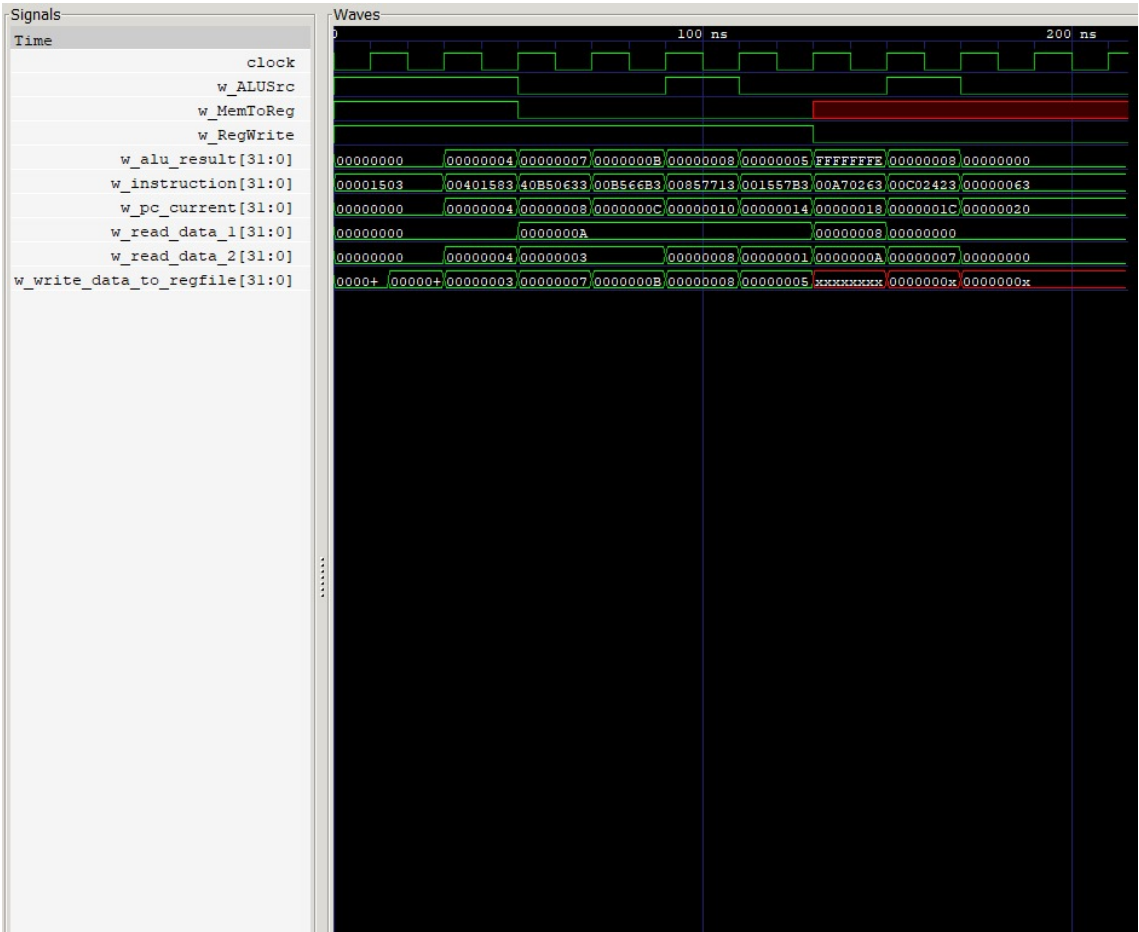 Signals
Waves
Time
100 ns
200 ns
clock
w_ALUSrc
w_MemToReg
w_RegWrite
w_alu_result[31:0] 00000000 00000004 00000007 0000000B 00000008 00000005 FFFFFFFE 00000008 00000000
w_instruction[31:0] 00001503 00401583 40B50633 00B566B3 00857713 001557B3 00A70263 00C02423 00000063
w_pc_current[31:0] 00000000 00000004 00000008 0000000C 00000010 00000014 00000018 0000001C 00000020
w_read_data_1[31:0] 00000000 0000000A 00000008 00000000
w_read_data_2[31:0] 00000000 00000004 00000003 00000008 00000001 0000000A 00000007 00000000
w_write_data_to_regfile[31:0] 0000+ 00000+ 00000003 00000007 0000000B 00000008 00000005 xxxxxxxx 0000000x 0000000x